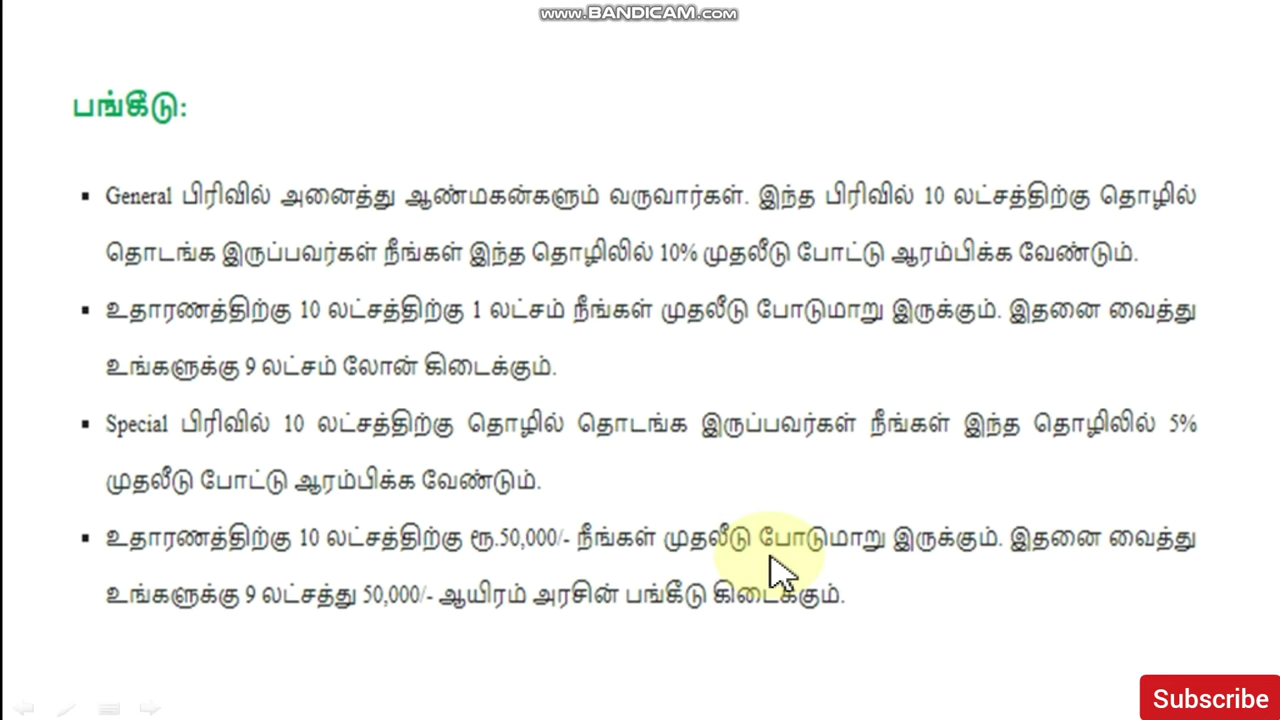 www.BANDICAM.com
பங்கீடு:
▪ General பிரிவில் அனைத்து ஆண்மகன்களும் வருவார்கள். இந்த பிரிவில் 10 லட்சத்திற்கு தொழில்
தொடங்க இருப்பவர்கள் நீங்கள் இந்த தொழிலில் 10% முதலீடு போட்டு ஆரம்பிக்க வேண்டும்.
▪ உதாரணத்திற்கு 10 லட்சத்திற்கு 1 லட்சம் நீங்கள் முதலீடு போடுமாறு இருக்கும். இதனை வைத்து
உங்களுக்கு 9 லட்சம் லோன் கிடைக்கும்.
▪ Special பிரிவில் 10 லட்சத்திற்கு தொழில் தொடங்க இருப்பவர்கள் நீங்கள் இந்த தொழிலில் 5%
முதலீடு போட்டு ஆரம்பிக்க வேண்டும்.
▪ உதாரணத்திற்கு 10 லட்சத்திற்கு ரூ.50,000/- நீங்கள் முதலீடு போடுமாறு இருக்கும். இதனை வைத்து
உங்களுக்கு 9 லட்சத்து 50,000/- ஆயிரம் அரசின் பங்கீடு கிடைக்கும்.
Subscribe